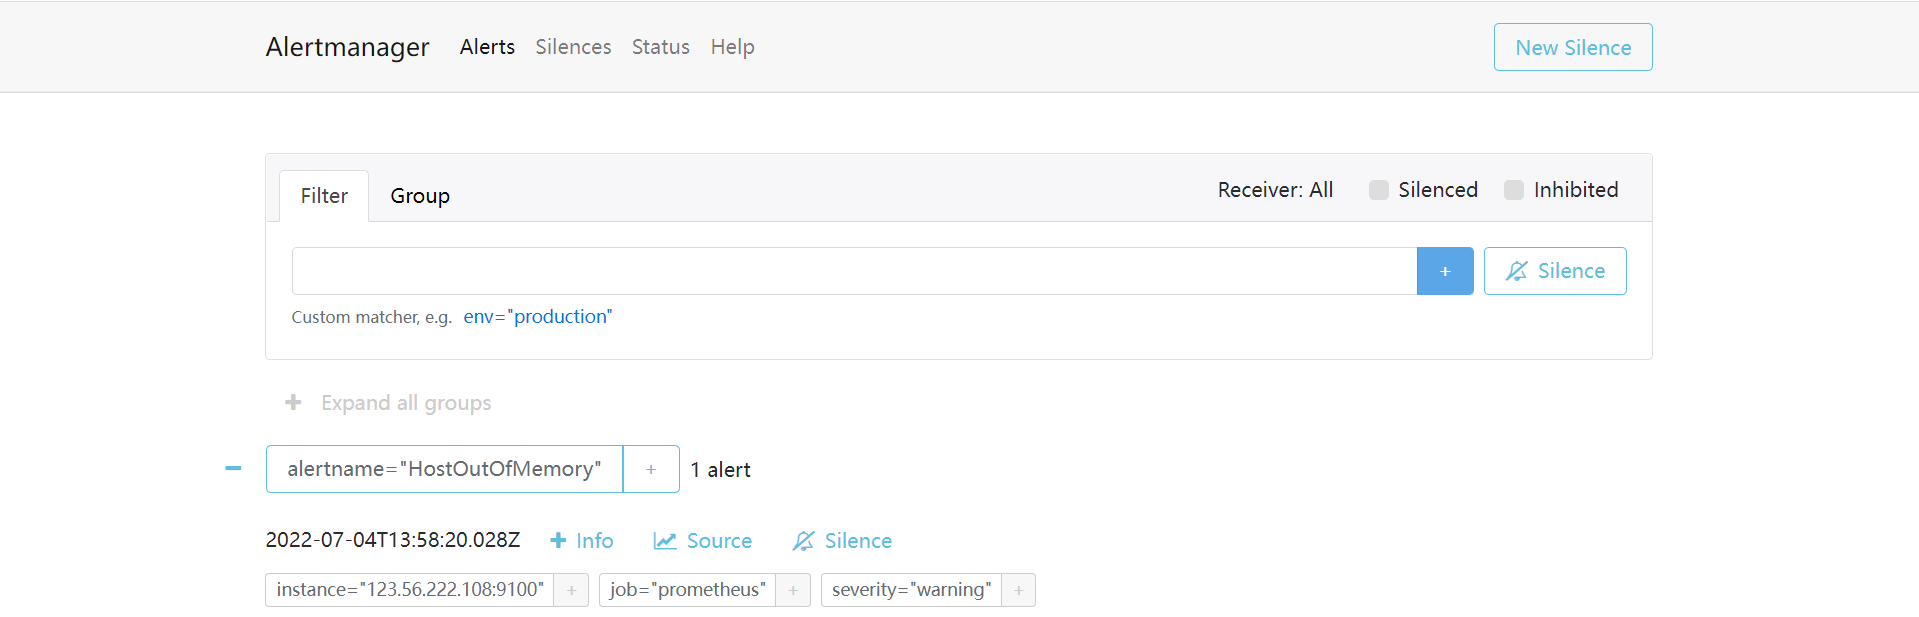 Alertmanager Alerts Silences Status Help New Silence
Filter Group Receiver: All Silenced Inhibited
+ Silence
Custom matcher, e.g. env="production"
+ Expand all groups
alertname="HostOutOfMemory" + 1 alert
2022-07-04T13:58:20.028Z + Info Source Silence
instance="123.56.222.108:9100" + job="prometheus" + severity="warning" +